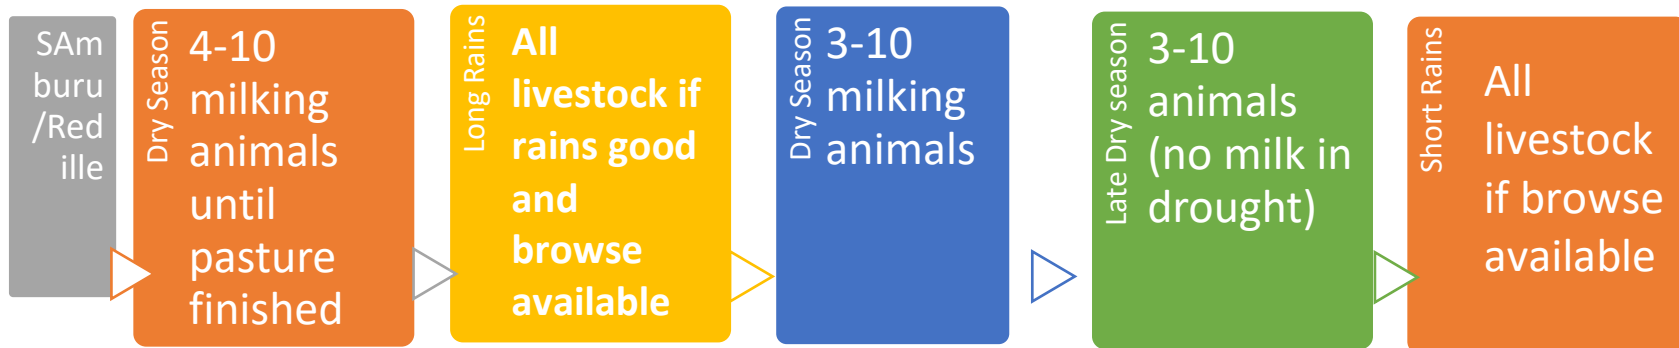 SAm
buru
/Red
ille
Dry Season
4-10
milking
animals
until
pasture
finished
Long Rains
All
livestock if
rains good
and
browse
available
Dry Season
3-10
milking
animals
Late Dry season
3-10
animals
(no milk in
drought)
Short Rains
All
livestock
if browse
available